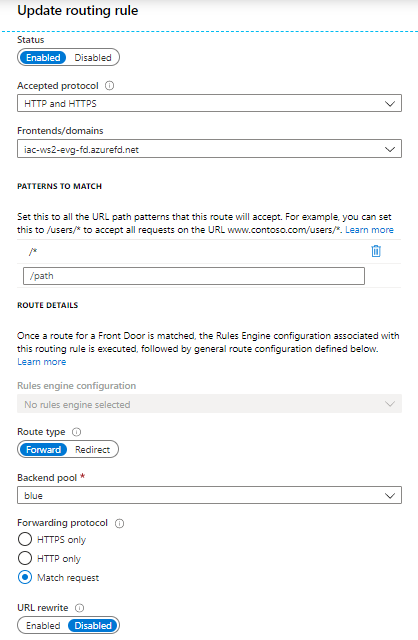 Update routing rule
Status
Enabled Disabled
Accepted protocol
HTTP and HTTPS
Frontends/domains
iac-ws2-evg-fd.azurefd.net
PATTERNS TO MATCH
Set this to all the URL path patterns that this route will accept. For example, you can set
this to /users/* to accept all requests on the URL www.contoso.com/users/*. Learn more
/*
/path
ROUTE DETAILS
Once a route for a Front Door is matched, the Rules Engine configuration associated with
this routing rule is executed, followed by general route configuration defined below.
Learn more
Rules engine configuration
No rules engine selected
Route type
Forward Redirect
Backend pool *
blue
Forwarding protocol
HTTPS only
HTTP only
Match request
URL rewrite
Enabled Disabled